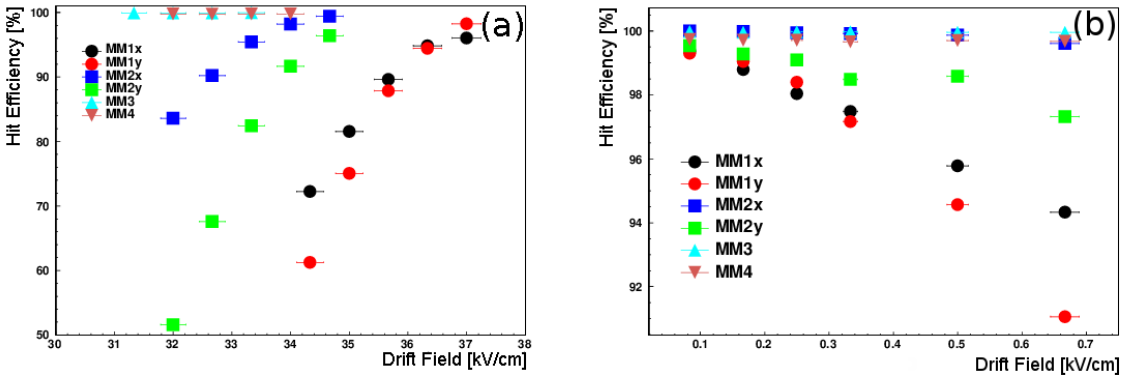 Hit Efficiency [%]
100
90
80
70
60
50
(a)
MM1x
MM1y
MM2x
MM2y
MM3
MM4
30 31 32 33 34 35 36 37 38
Drift Field [kV/cm]
Hit Efficiency [%]
100
98
96
94
92
(b)
MM1x
MM1y
MM2x
MM2y
MM3
MM4
0.1 0.2 0.3 0.4 0.5 0.6 0.7
Drift Field [kV/cm]